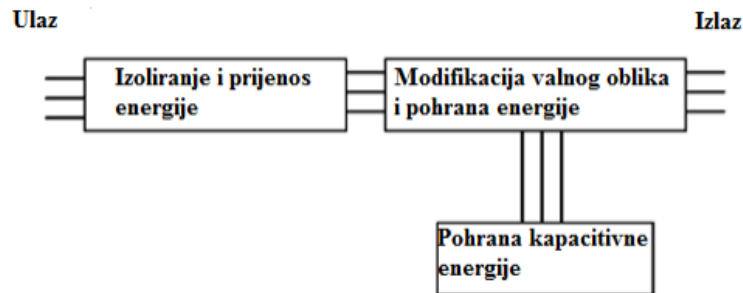 Ulaz
Izlaz
Izoliranje i prijenos
energije
Modifikacija valnog oblika
i pohrana energije
Pohrana kapacitivne
energije